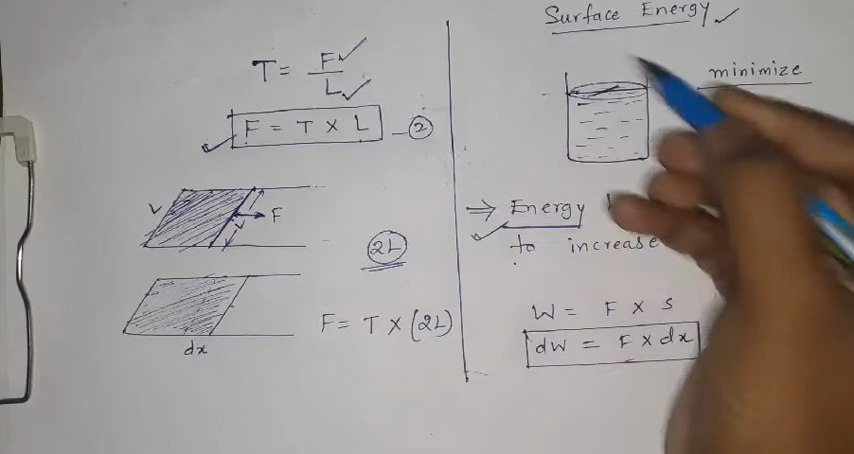 T = F/L
F = T × L —②
F
L
2L
F = T × (2L)
dx
Surface Energy
minimize
⇒ Energy
to increase
W = F × s
dW = F × dx